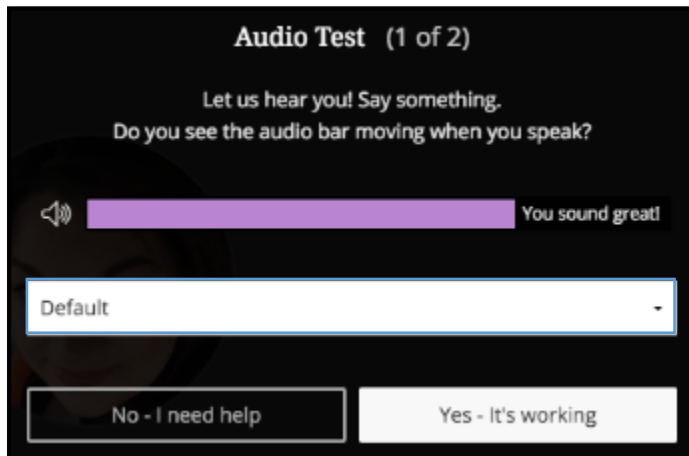 Audio Test (1 of 2)
Let us hear you! Say something.
Do you see the audio bar moving when you speak?
You sound great!
Default
No - I need help
Yes - It's working